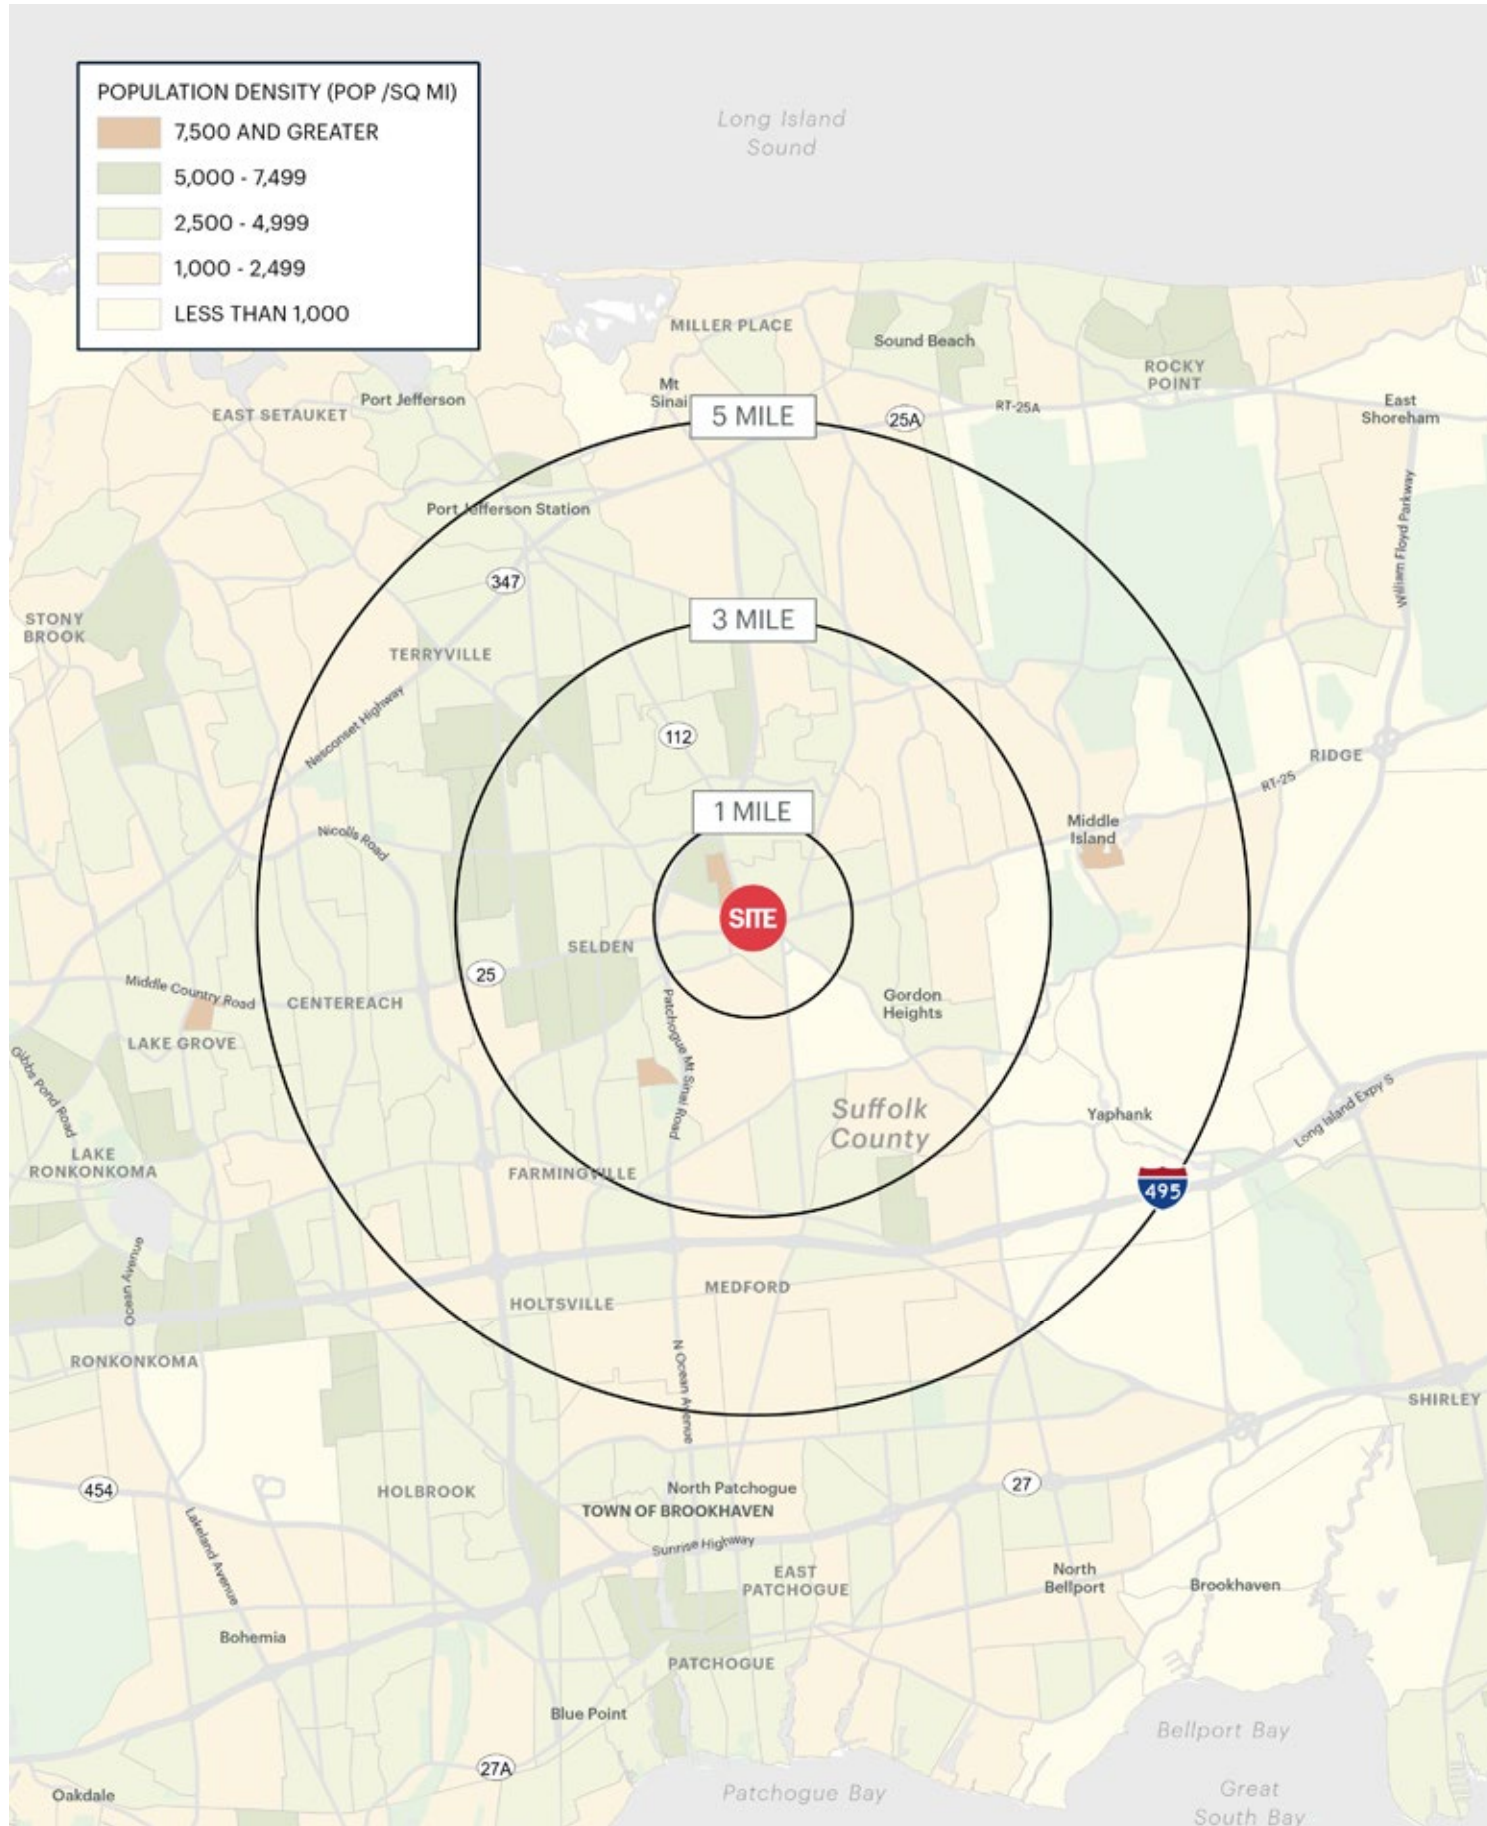 POPULATION DENSITY (POP /SQ MI)
7,500 AND GREATER
5,000 - 7,499
2,500 - 4,999
1,000 - 2,499
LESS THAN 1,000
Long Island
Sound
MILLER PLACE
Sound Beach
ROCKY
POINT
Port Jefferson
EAST SETAUKET
Mt
Sinai
5 MILE
25A
RT-25A
East
Shoreham
Port Jefferson Station
William Floyd Parkway
347
STONY
BROOK
3 MILE
TERRYVILLE
Nesconset Highway
112
RIDGE
RT-25
1 MILE
Nicolls Road
Middle
Island
SITE
SELDEN
25
Middle Country Road
CENTEREACH
Gordon
Heights
LAKE GROVE
Gibbs Pond Road
Patchogue Mt Sinai Road
Suffolk
County
Yaphank
Long Island Expy S
LAKE
RONKONKOMA
FARMINGVILLE
495
Ocean Avenue
MEDFORD
HOLTSVILLE
RONKONKOMA
N Ocean Avenue
SHIRLEY
454
HOLBROOK
North Patchogue
27
TOWN OF BROOKHAVEN
Lakeland Avenue
Sunrise Highway
EAST
PATCHOGUE
North
Bellport
Brookhaven
Bohemia
PATCHOGUE
Blue Point
Bellport Bay
27A
Oakdale
Patchogue Bay
Great
South Bay